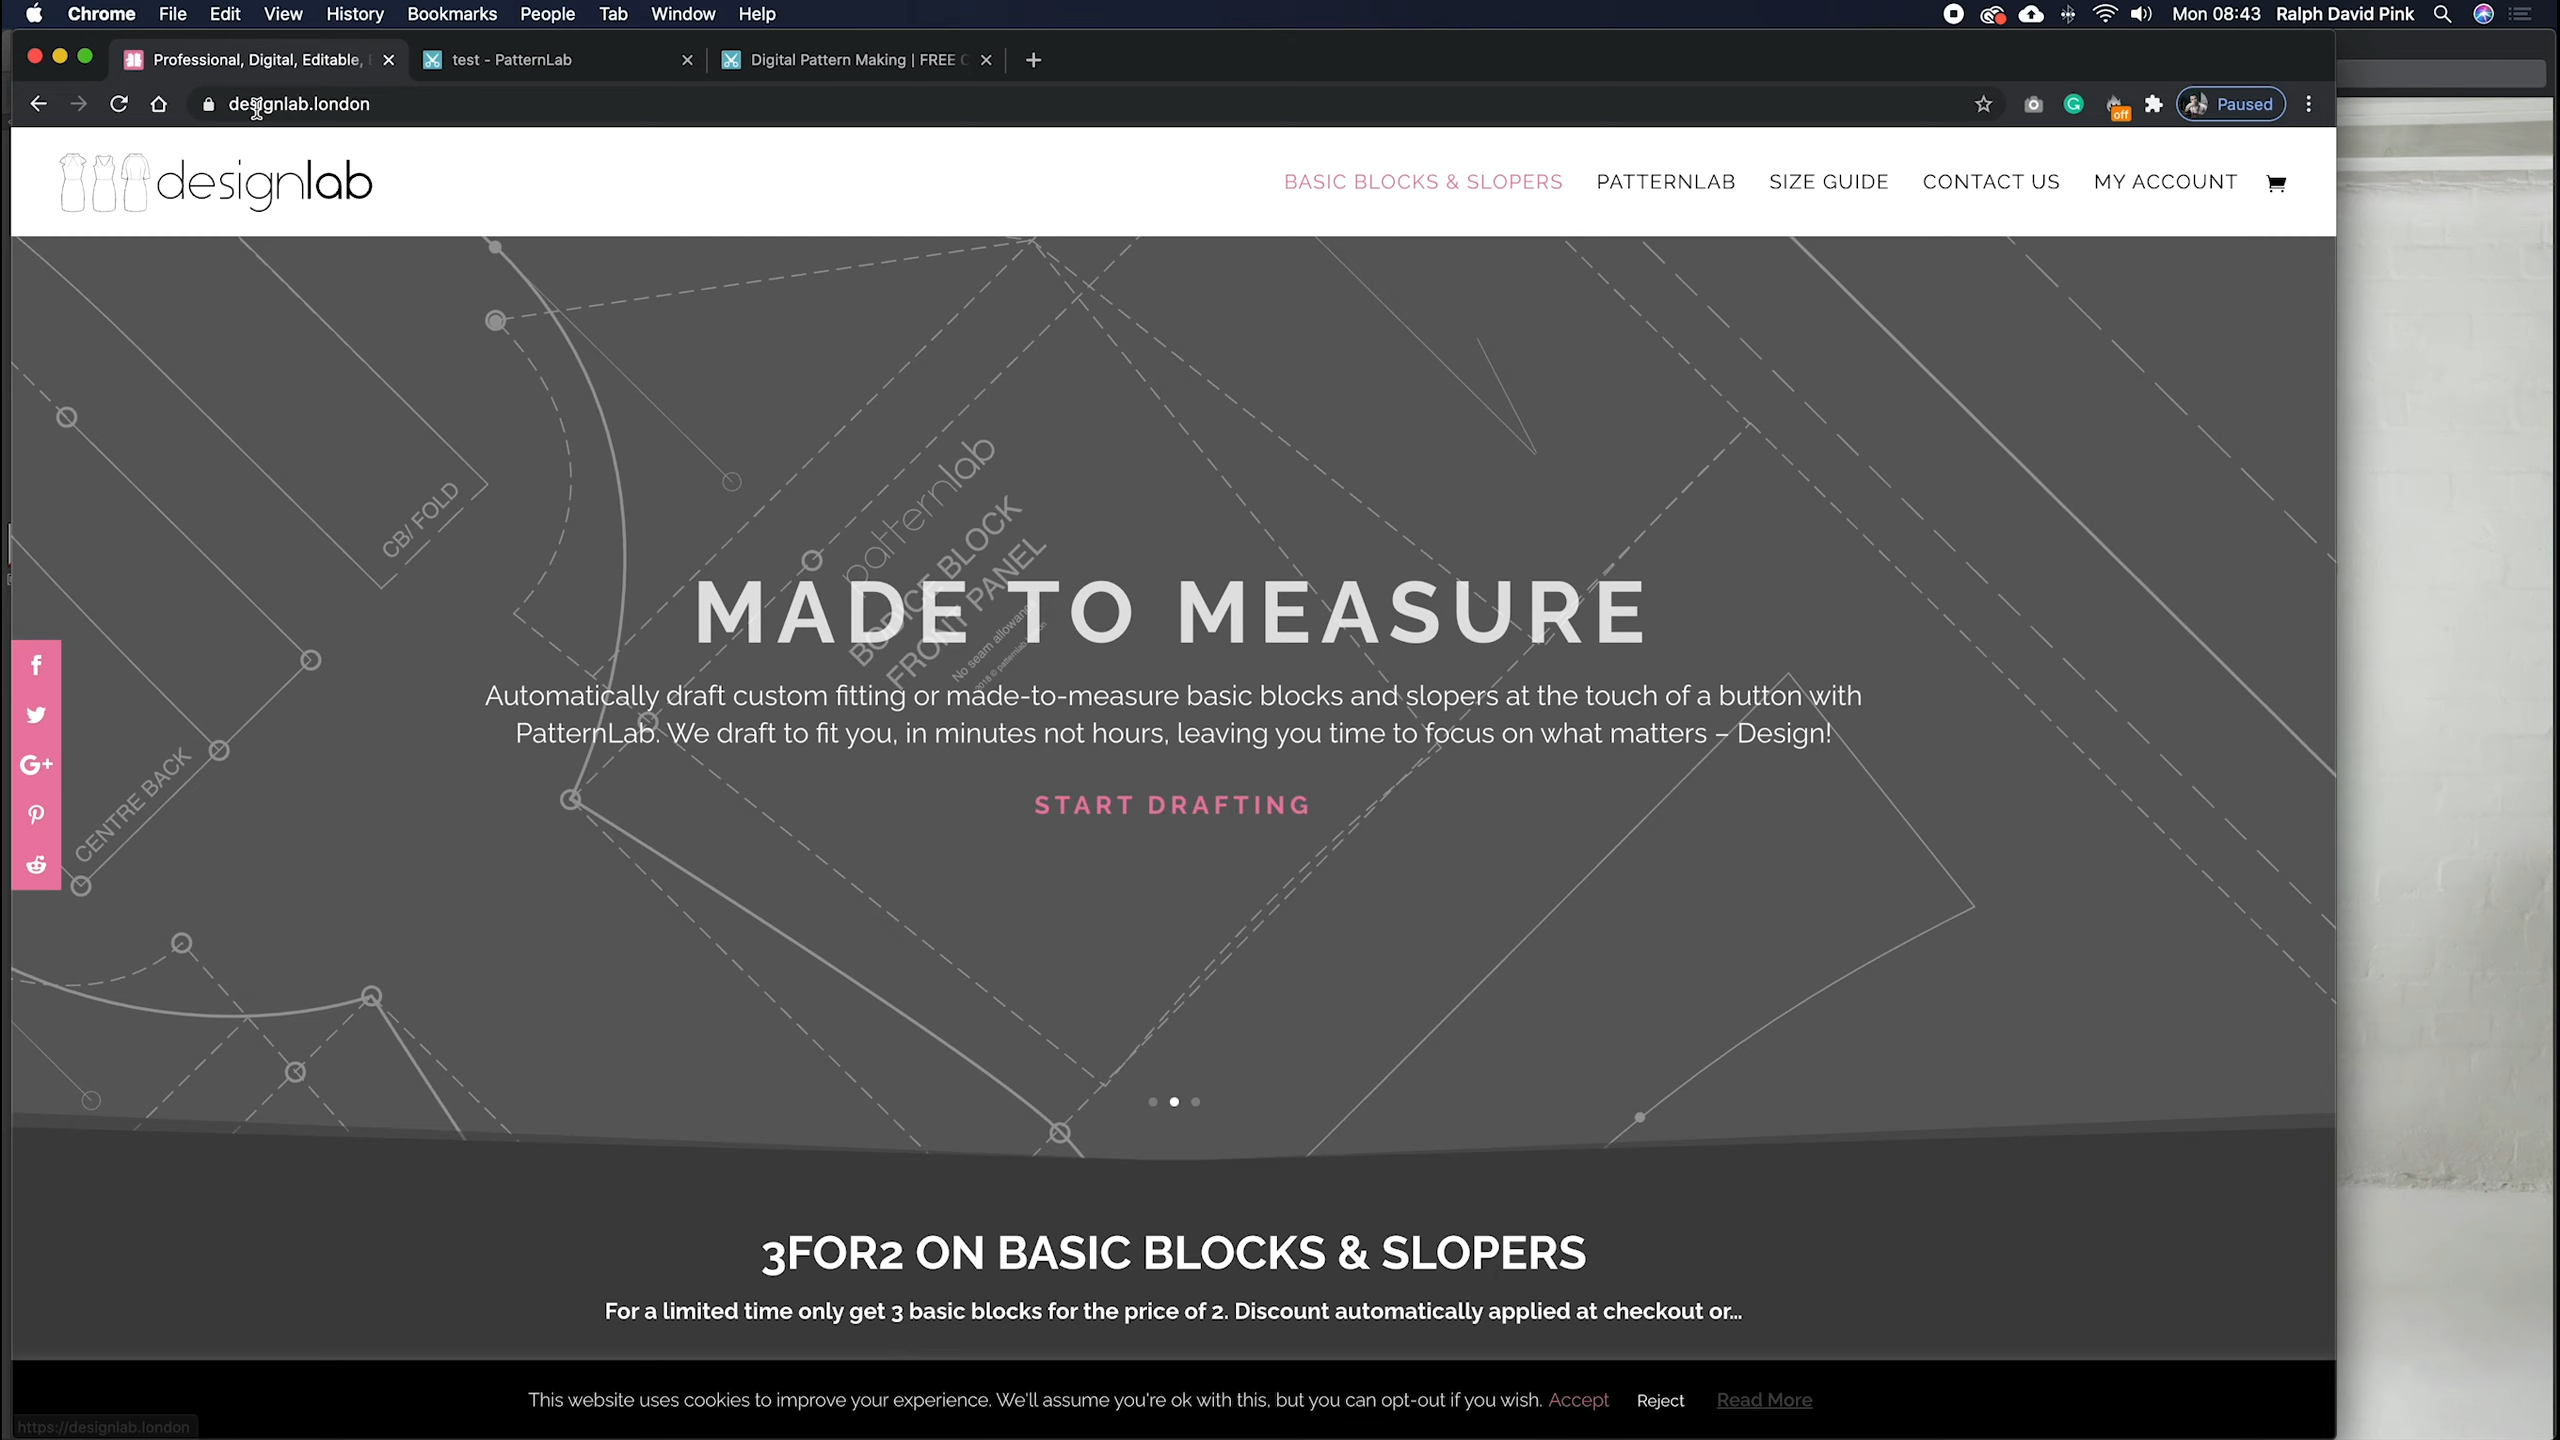 Chrome File Edit View History Bookmarks People Tab Window Help Mon 08:43 Ralph David Pink
Professional, Digital, Editable, test - PatternLab Digital Pattern Making | FREE
designlab.london off Paused
designlab BASIC BLOCKS & SLOPERS PATTERNLAB SIZE GUIDE CONTACT US MY ACCOUNT
CB/ FOLD
patternlab
BODICE BLOCK
FRONT PANEL
No seam allowance
CENTRE BACK
MADE TO MEASURE
Automatically draft custom fitting or made-to-measure basic blocks and slopers at the touch of a button with
PatternLab. We draft to fit you, in minutes not hours, leaving you time to focus on what matters – Design!
START DRAFTING
G+
3FOR2 ON BASIC BLOCKS & SLOPERS
For a limited time only get 3 basic blocks for the price of 2. Discount automatically applied at checkout or...
This website uses cookies to improve your experience. We'll assume you're ok with this, but you can opt-out if you wish. Accept Reject Read More
https://designlab.london